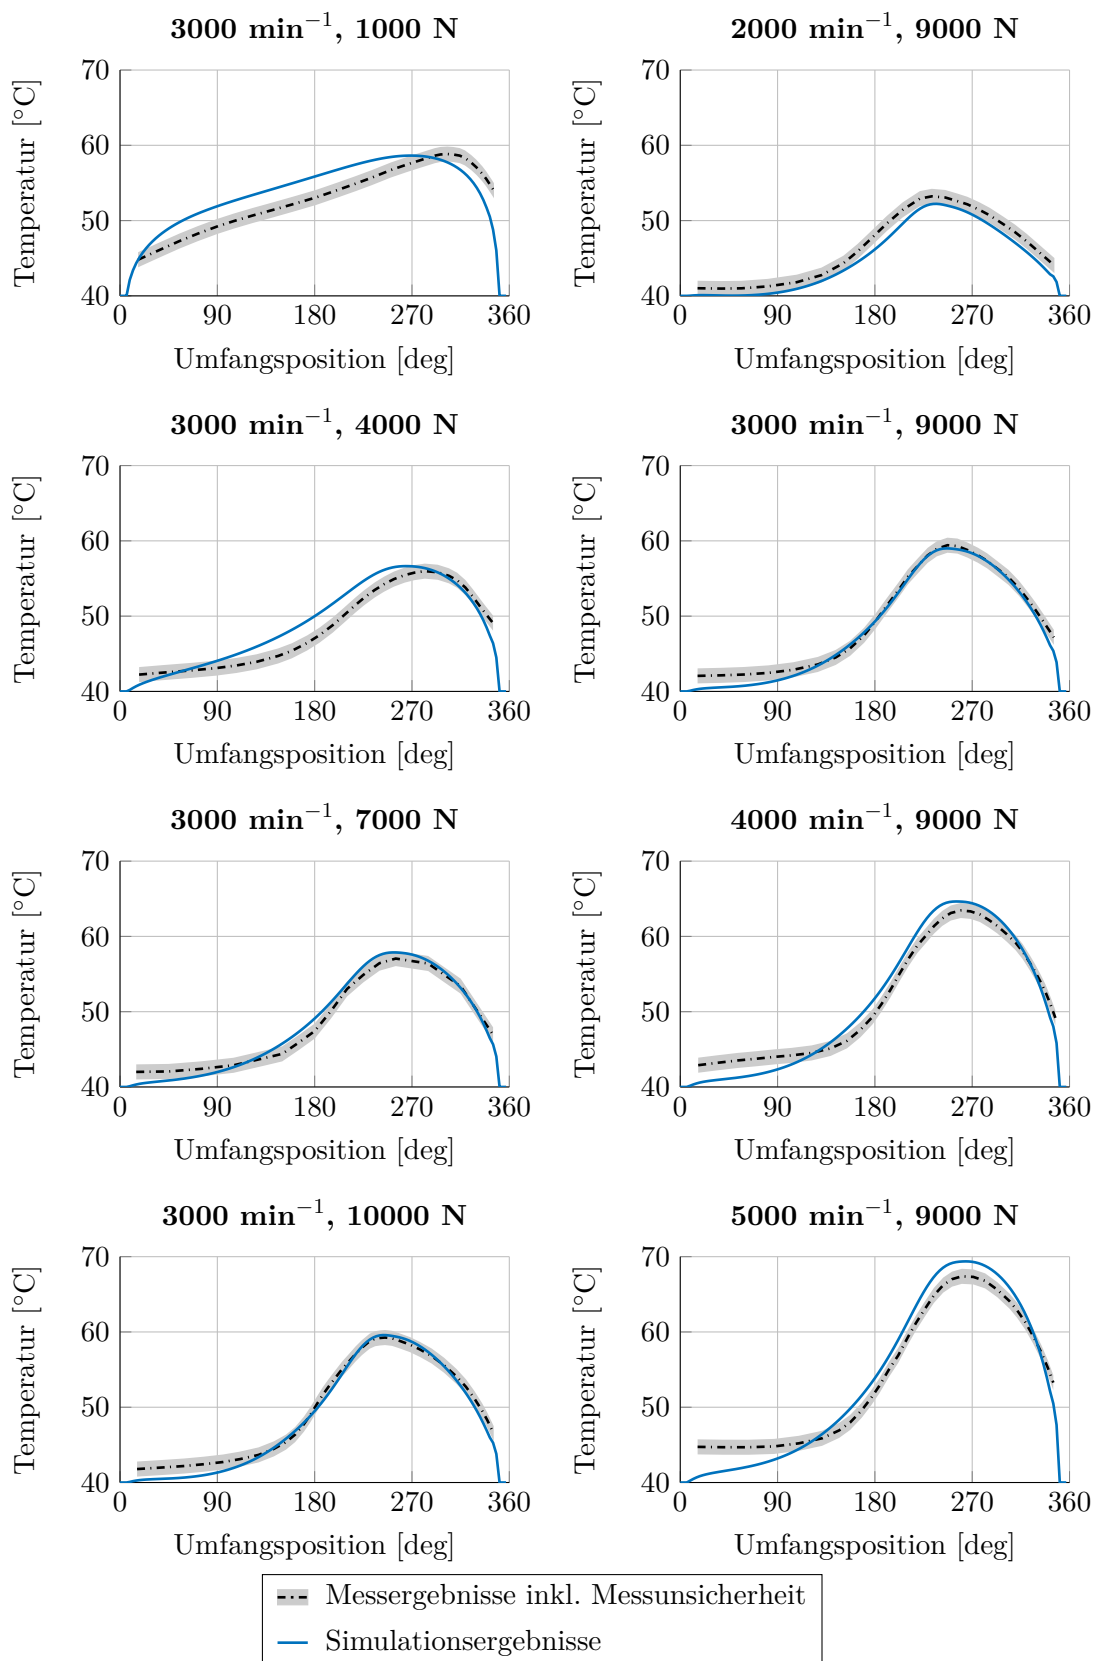 3000 min⁻¹, 1000 N
2000 min⁻¹, 9000 N
70
60
50
40
0 90 180 270 360
Temperatur [°C]
Umfangsposition [deg]
70
60
50
40
0 90 180 270 360
Temperatur [°C]
Umfangsposition [deg]
3000 min⁻¹, 4000 N
3000 min⁻¹, 9000 N
70
60
50
40
0 90 180 270 360
Temperatur [°C]
Umfangsposition [deg]
70
60
50
40
0 90 180 270 360
Temperatur [°C]
Umfangsposition [deg]
3000 min⁻¹, 7000 N
4000 min⁻¹, 9000 N
70
60
50
40
0 90 180 270 360
Temperatur [°C]
Umfangsposition [deg]
70
60
50
40
0 90 180 270 360
Temperatur [°C]
Umfangsposition [deg]
3000 min⁻¹, 10000 N
5000 min⁻¹, 9000 N
70
60
50
40
0 90 180 270 360
Temperatur [°C]
Umfangsposition [deg]
70
60
50
40
0 90 180 270 360
Temperatur [°C]
Umfangsposition [deg]
Messergebnisse inkl. Messunsicherheit
Simulationsergebnisse